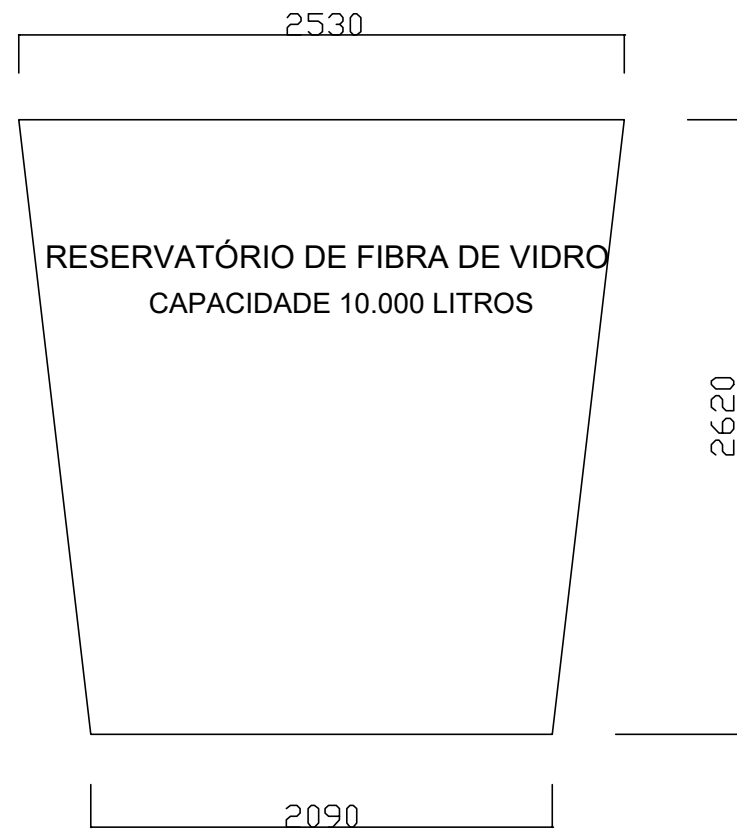 2530
RESERVATÓRIO DE FIBRA DE VIDRO
CAPACIDADE 10.000 LITROS
2620
2090